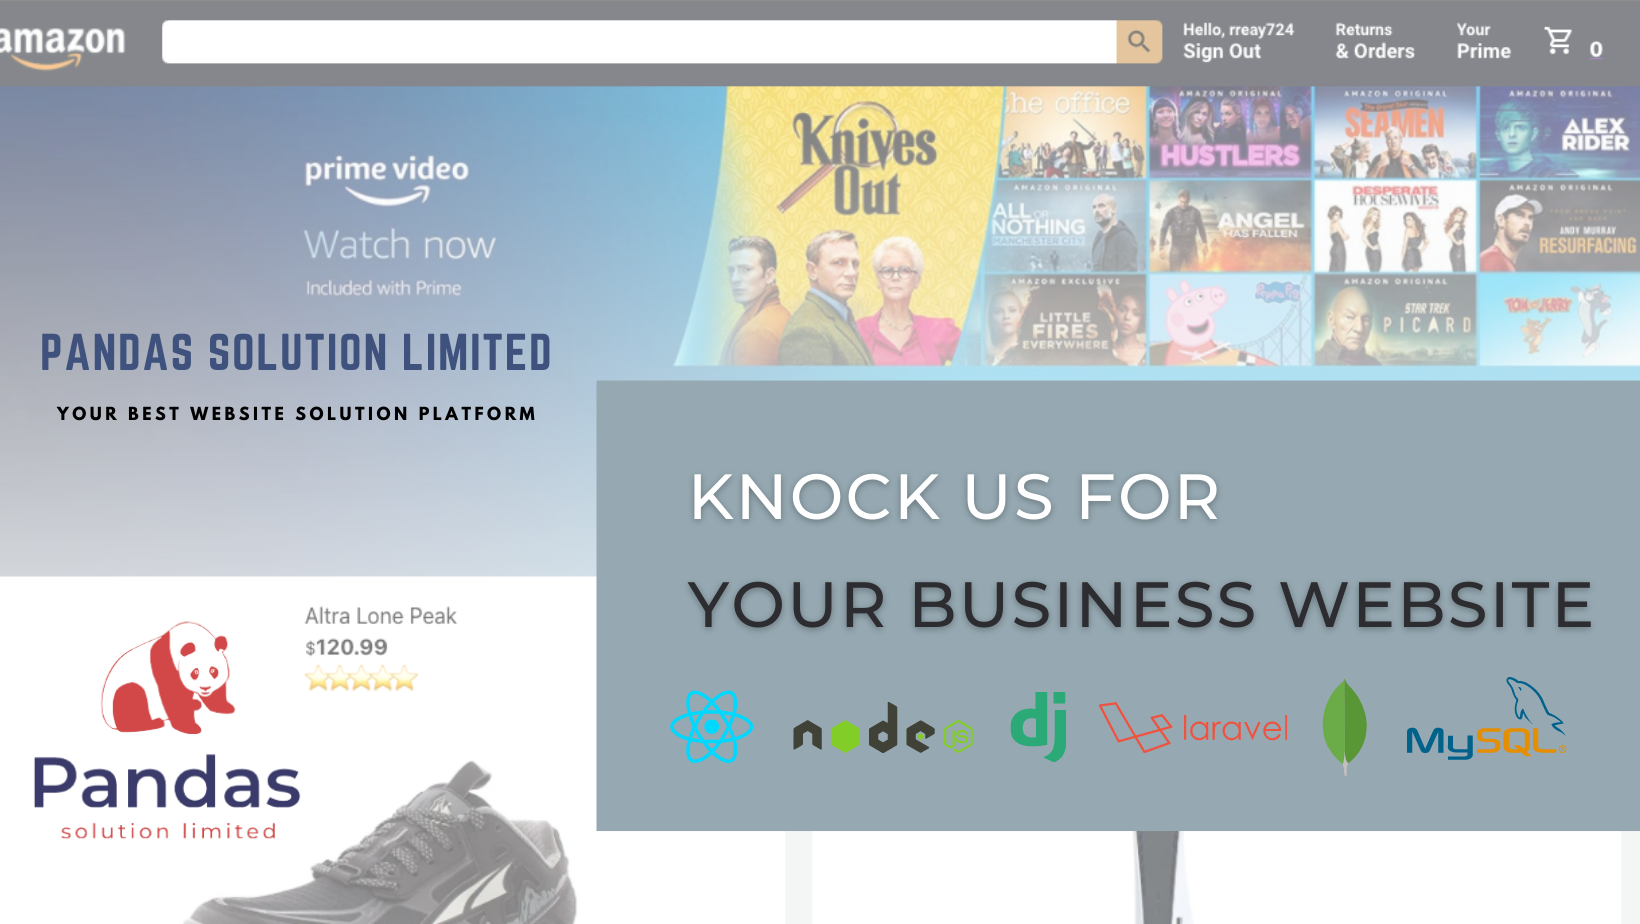 amazon
Hello, rreay724
Sign Out
Returns
& Orders
Your
Prime
0
prime video
Watch now
Included with Prime
Knives
Out
the office
AMAZON ORIGINAL
HUSTLERS
AMAZON ORIGINAL
SEAMEN
AMAZON ORIGINAL
ALEX
RIDER
AMAZON ORIGINAL
ALL OR
NOTHING
MANCHESTER CITY
ANGEL
HAS FALLEN
DESPERATE
HOUSEWIVES
AMAZON ORIGINAL
ANDY MURRAY
RESURFACING
AMAZON EXCLUSIVE
LITTLE
FIRES
EVERYWHERE
Peppa Pig
AMAZON ORIGINAL
STAR TREK
PICARD
TOM and JERRY
PANDAS SOLUTION LIMITED
YOUR BEST WEBSITE SOLUTION PLATFORM
KNOCK US FOR
YOUR BUSINESS WEBSITE
node
JS
dj
laravel
MySQL®
Altra Lone Peak
$120.99
Pandas
solution limited